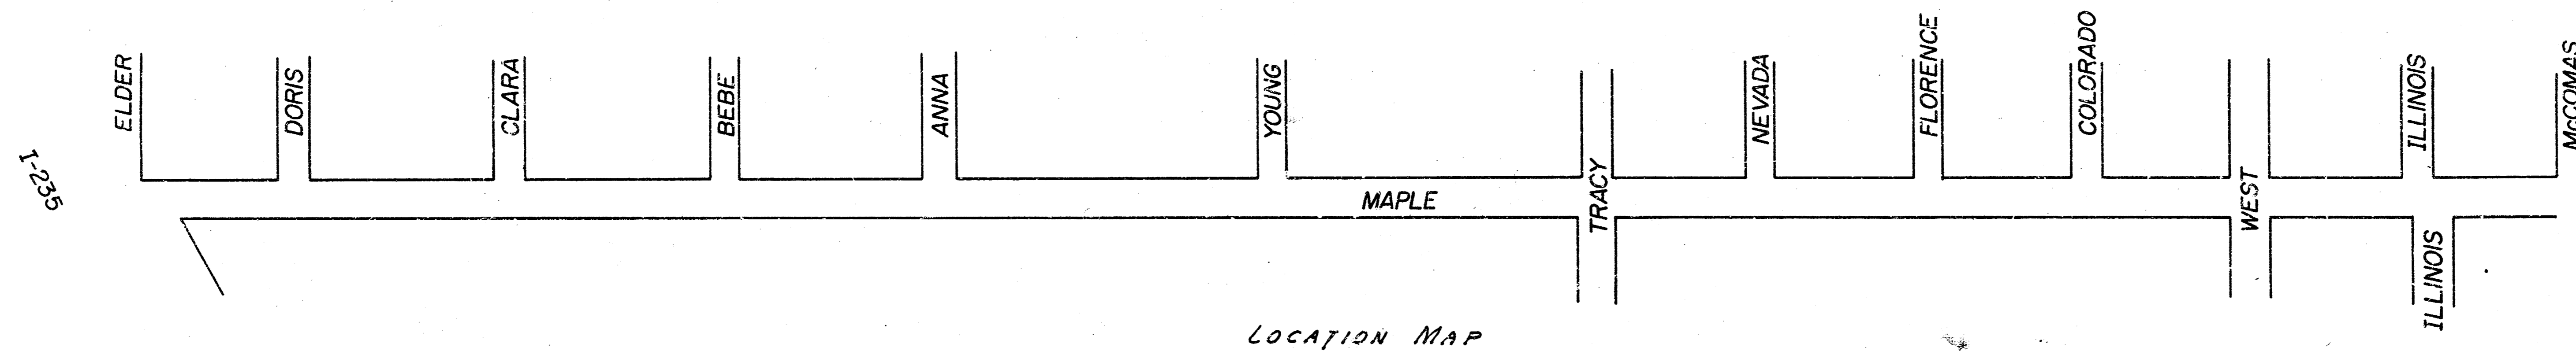 I-235
ELDER
DORIS
CLARA
BEBE
ANNA
YOUNG
MAPLE
TRACY
NEVADA
FLORENCE
COLORADO
WEST
ILLINOIS
ILLINOIS
McCOMAS
LOCATION MAP